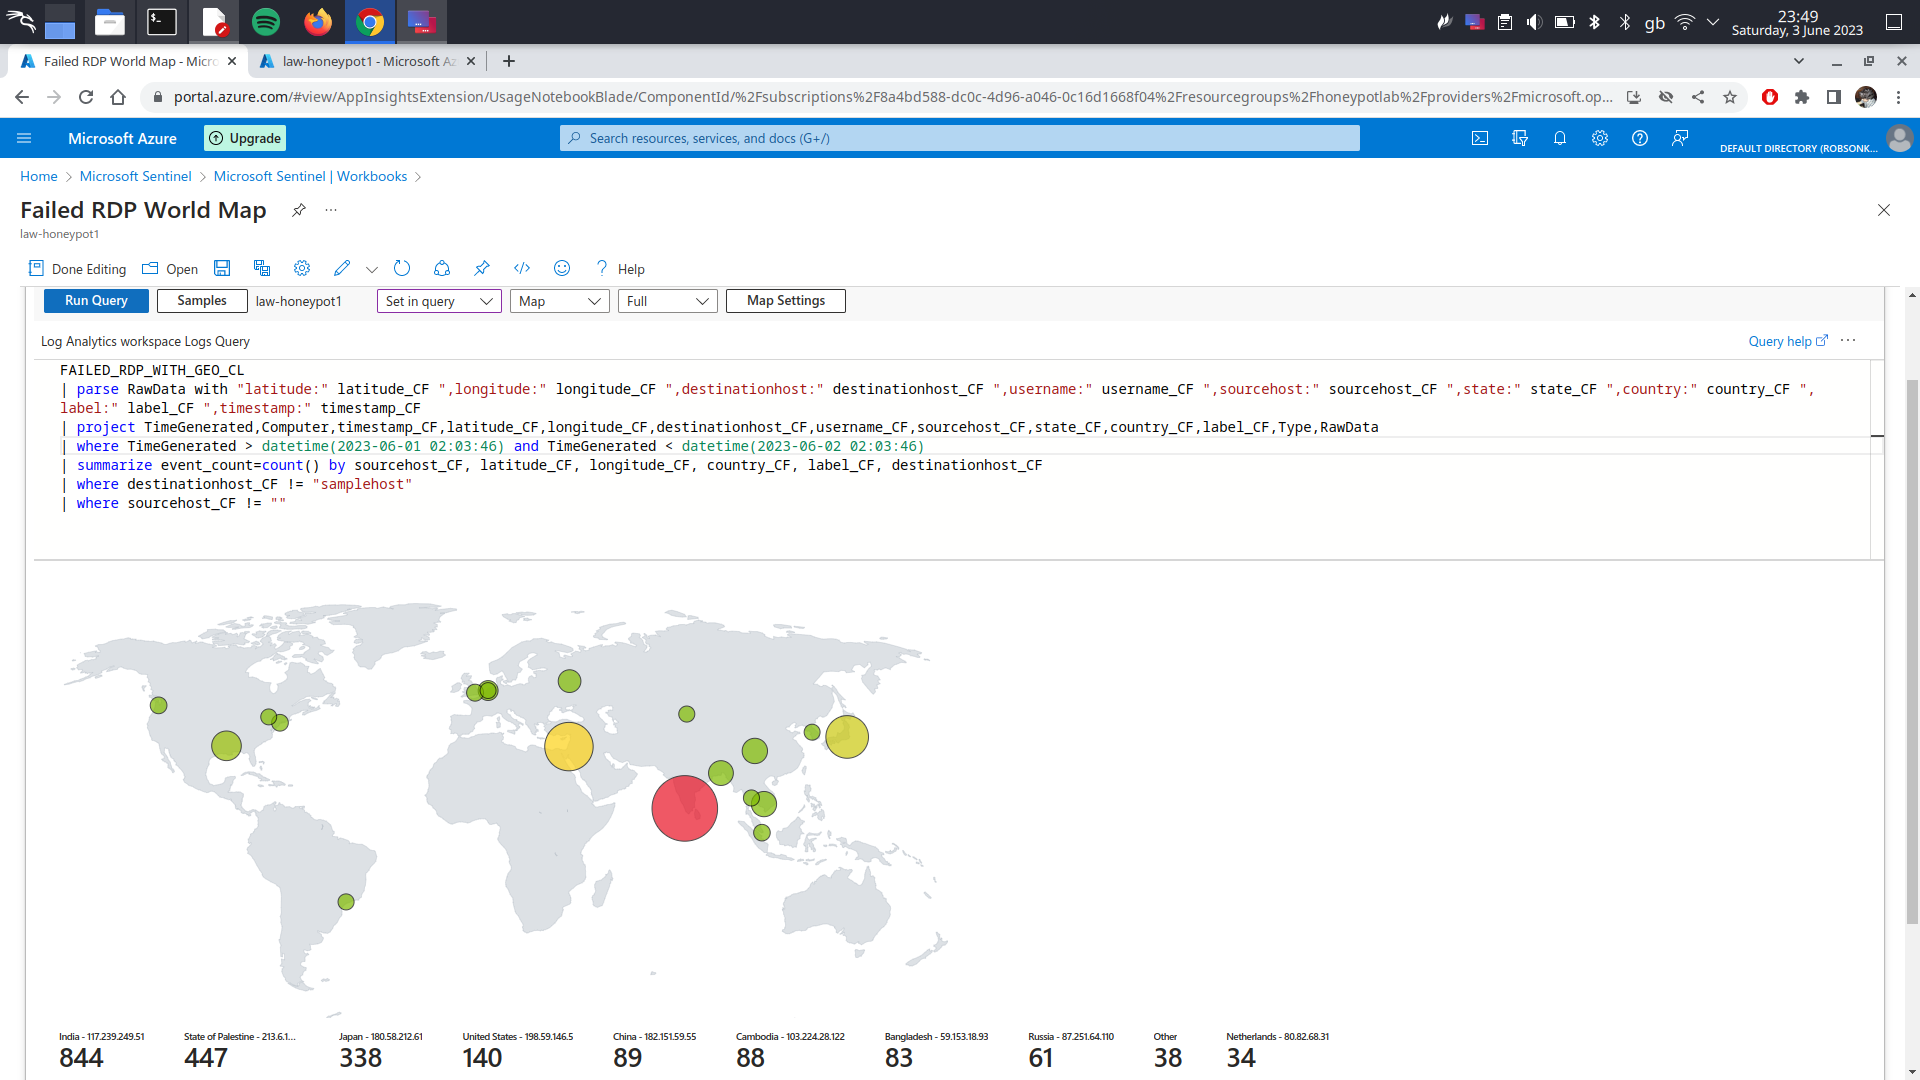 gb
23:49
Saturday, 3 June 2023
Failed RDP World Map - Micro
law-honeypot1 - Microsoft Az
portal.azure.com/#view/AppInsightsExtension/UsageNotebookBlade/ComponentId/%2Fsubscriptions%2F8a4bd588-dc0c-4d96-a046-0c16d1668f04%2Fresourcegroups%2Fhoneypotlab%2Fproviders%2Fmicrosoft.op...
Microsoft Azure
Upgrade
Search resources, services, and docs (G+/)
DEFAULT DIRECTORY (ROBSONK...
Home > Microsoft Sentinel > Microsoft Sentinel | Workbooks >
Failed RDP World Map
...
law-honeypot1
Done Editing Open Help
Run Query Samples law-honeypot1 Set in query Map Full Map Settings
Log Analytics workspace Logs Query
Query help ...
FAILED_RDP_WITH_GEO_CL
| parse RawData with "latitude:" latitude_CF ",longitude:" longitude_CF ",destinationhost:" destinationhost_CF ",username:" username_CF ",sourcehost:" sourcehost_CF ",state:" state_CF ",country:" country_CF ",
label:" label_CF ",timestamp:" timestamp_CF
| project TimeGenerated,Computer,timestamp_CF,latitude_CF,longitude_CF,destinationhost_CF,username_CF,sourcehost_CF,state_CF,country_CF,label_CF,Type,RawData
| where TimeGenerated > datetime(2023-06-01 02:03:46) and TimeGenerated < datetime(2023-06-02 02:03:46)
| summarize event_count=count() by sourcehost_CF, latitude_CF, longitude_CF, country_CF, label_CF, destinationhost_CF
| where destinationhost_CF != "samplehost"
| where sourcehost_CF != ""
India - 117.239.249.51
844
State of Palestine - 213.6.1...
447
Japan - 180.58.212.61
338
United States - 198.59.146.5
140
China - 182.151.59.55
89
Cambodia - 103.224.28.122
88
Bangladesh - 59.153.18.93
83
Russia - 87.251.64.110
61
Other
38
Netherlands - 80.82.68.31
34